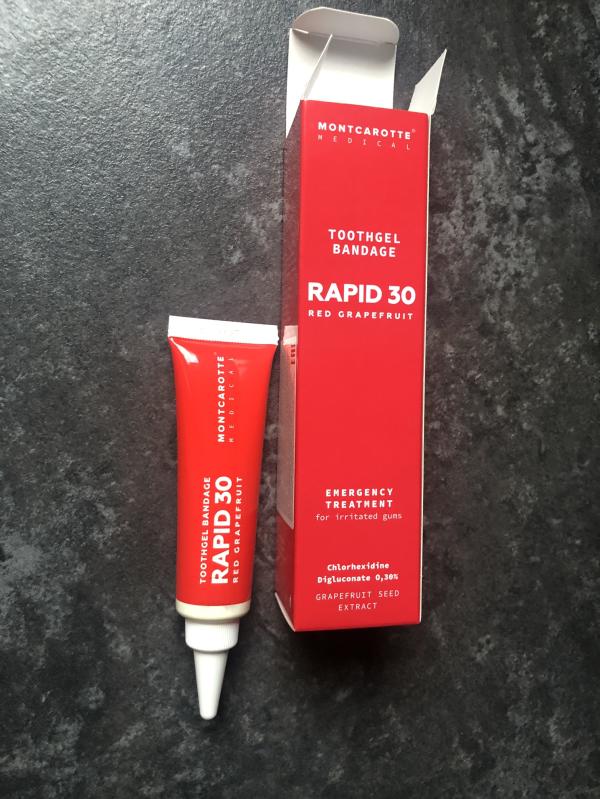 MONTCAROTTE®
MEDICAL
TOOTHGEL
BANDAGE
RAPID 30
RED GRAPEFRUIT
EMERGENCY
TREATMENT
for irritated gums
Chlorhexidine
Digluconate 0,30%
GRAPEFRUIT SEED
EXTRACT
MONTCAROTTE®
MEDICAL
TOOTHGEL BANDAGE
RAPID 30
RED GRAPEFRUIT